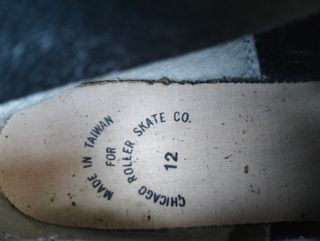 MADE IN TAIWAN
FOR
CHICAGO ROLLER SKATE CO.
12